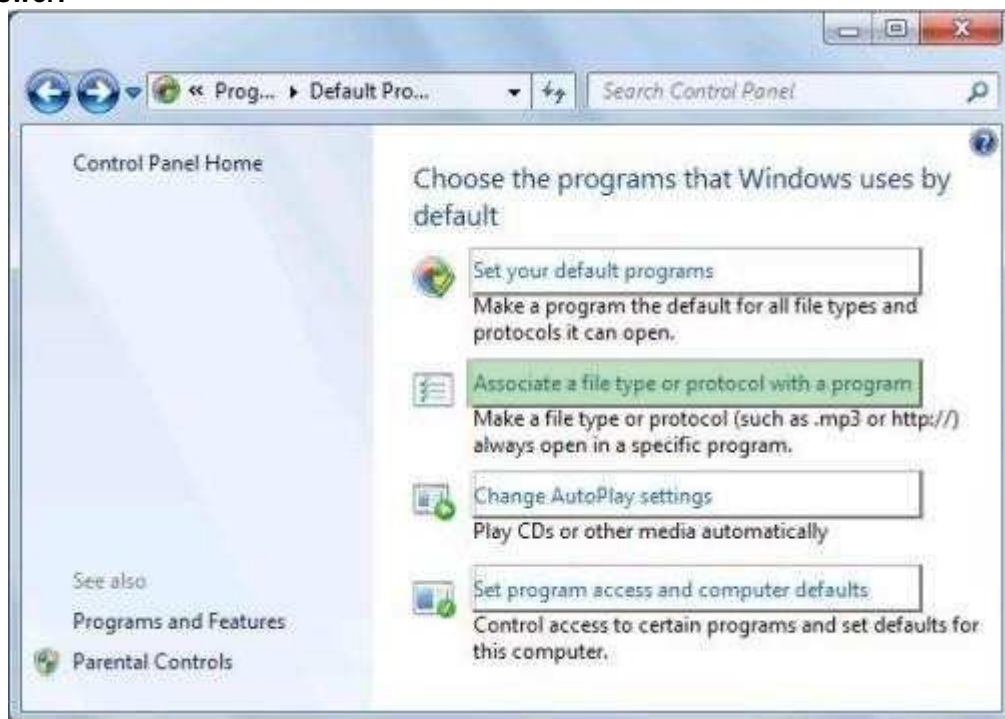 « Prog... ▸ Default Pro...
Search Control Panel
Control Panel Home
Choose the programs that Windows uses by
default
Set your default programs
Make a program the default for all file types and
protocols it can open.
Associate a file type or protocol with a program
Make a file type or protocol (such as .mp3 or http://)
always open in a specific program.
Change AutoPlay settings
Play CDs or other media automatically
Set program access and computer defaults
Control access to certain programs and set defaults for
this computer.
See also
Programs and Features
Parental Controls